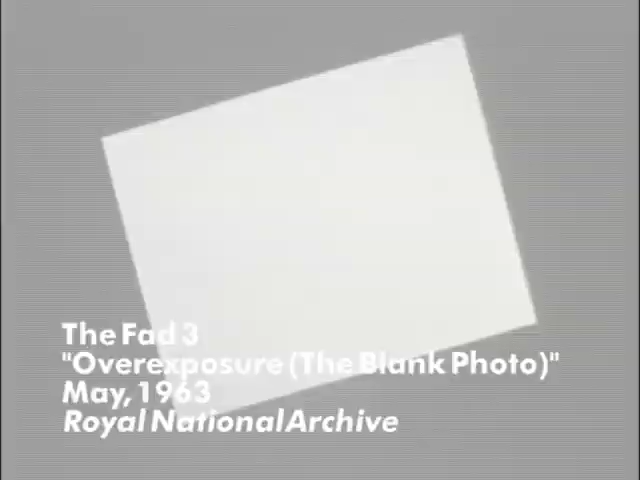 The Fad 3
"Overexposure (The Blank Photo)"
May, 1963
Royal National Archive